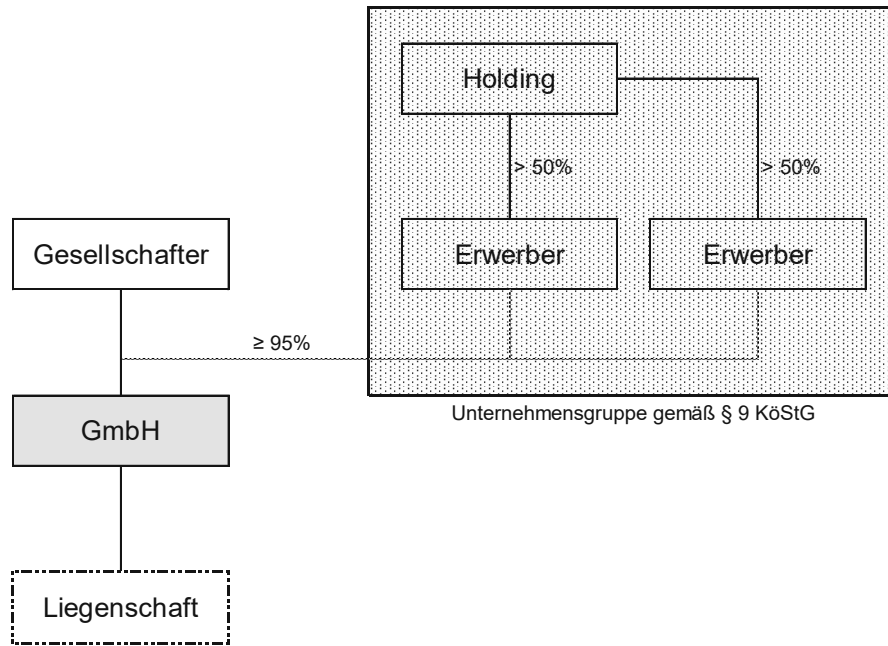 Holding
> 50%
> 50%
Gesellschafter
Erwerber
Erwerber
≥ 95%
GmbH
Unternehmensgruppe gemäß § 9 KöStG
Liegenschaft